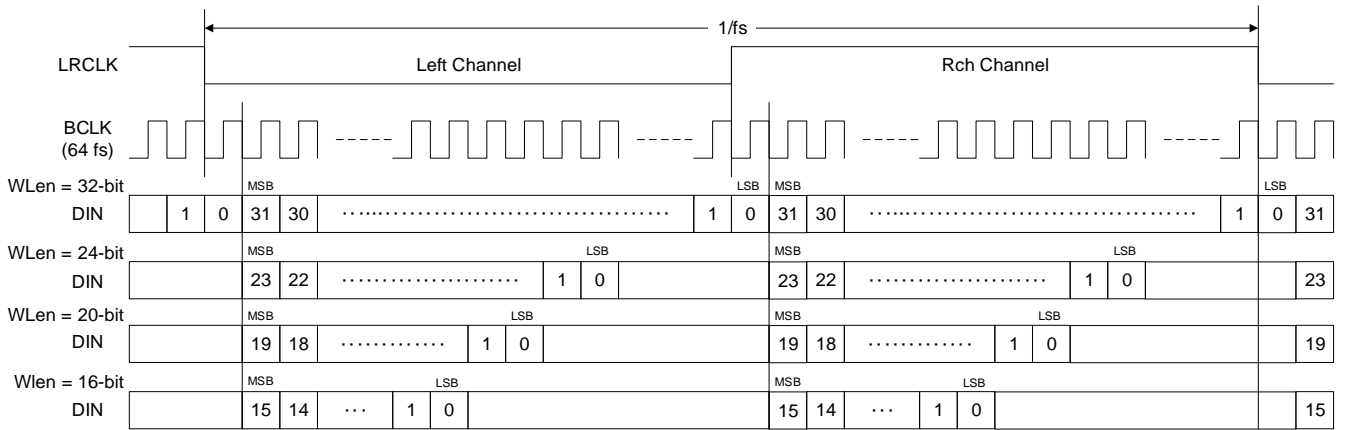 1/fs
LRCLK Left Channel Rch Channel
BCLK
(64 fs)
WLen = 32-bit MSB LSB MSB LSB
DIN 1 0 31 30 1 0 31 30 1 0 31
WLen = 24-bit MSB LSB MSB LSB
DIN 23 22 1 0 23 22 1 0 23
WLen = 20-bit MSB LSB MSB LSB
DIN 19 18 1 0 19 18 1 0 19
Wlen = 16-bit MSB LSB MSB LSB
DIN 15 14 ... 1 0 15 14 ... 1 0 15